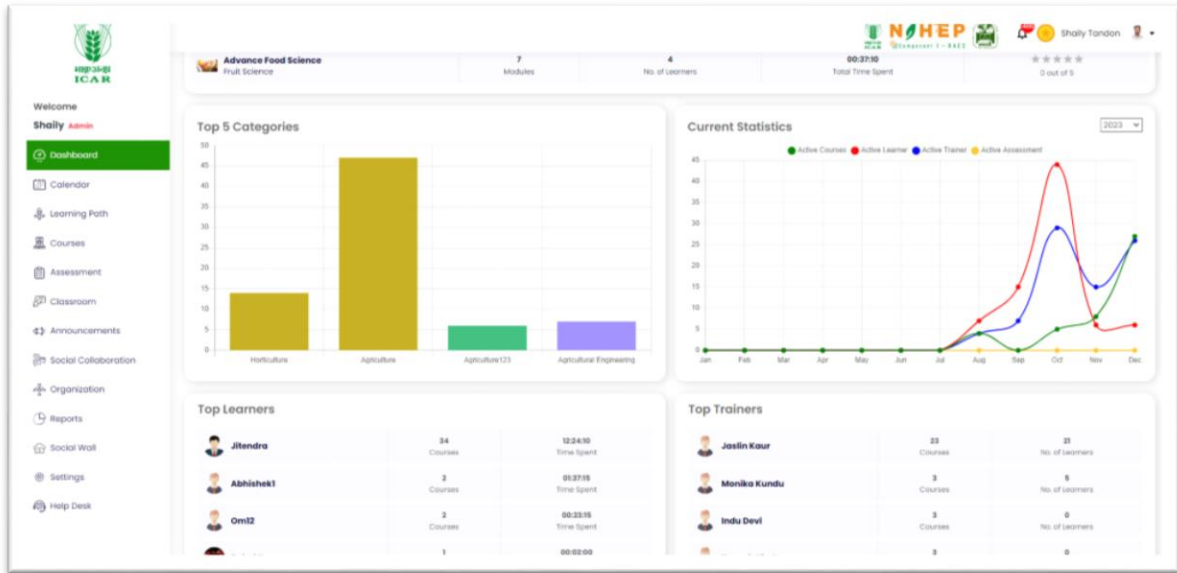 भाकृअनुप
ICAR
Welcome
Shaily Admin
Dashboard
Calendar
Learning Path
Courses
Assessment
Classroom
Announcements
Social Collaboration
Organization
Reports
Social Wall
Settings
Help Desk
ICAR
NAHEP
Component I - RAES
Shaily Tandon
Advance Food Science
Fruit Science
7
Modules
4
No. of Learners
00:37:10
Total Time Spent
0 out of 5
Top 5 Categories
50
45
40
35
30
25
20
15
10
5
0
Horticulture Agriculture Agriculture123 Agricultural Engineering
Current Statistics
2023
Active Courses Active Learner Active Trainer Active Assessment
45
40
35
30
25
20
15
10
5
0
Jan Feb Mar Apr May Jun Jul Aug Sep Oct Nov Dec
Top Learners
Jitendra
34
Courses
12:24:10
Time Spent
Abhishek1
2
Courses
01:37:15
Time Spent
Om12
2
Courses
00:23:15
Time Spent
1
00:02:00
Top Trainers
Jaslin Kaur
23
Courses
21
No. of Learners
Monika Kundu
3
Courses
5
No. of Learners
Indu Devi
3
Courses
0
No. of Learners
3
0